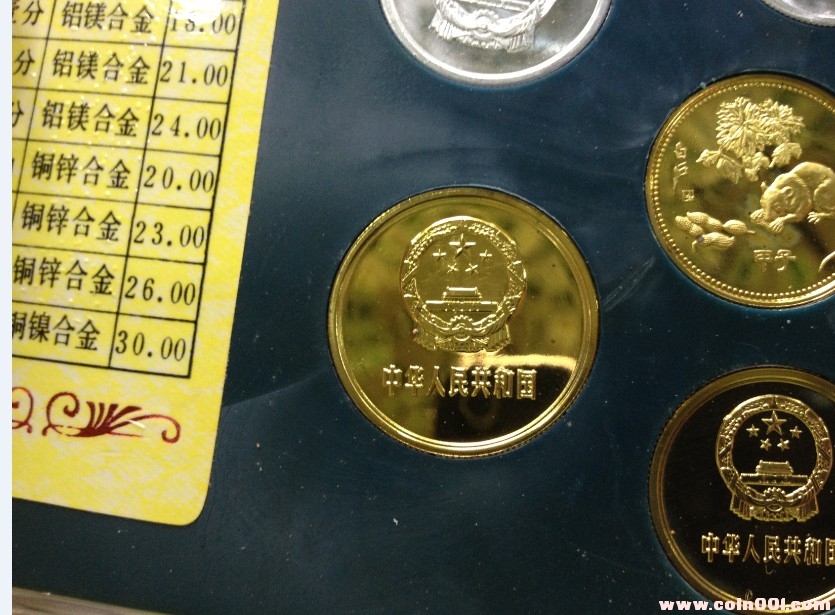 分 铝镁合金 18.00
分 铝镁合金 21.00
分 铝镁合金 24.00
铜锌合金 20.00
铜锌合金 23.00
铜锌合金 26.00
铜镍合金 30.00
中华人民共和国
甲子
中华人民共和国
www.coin001.com